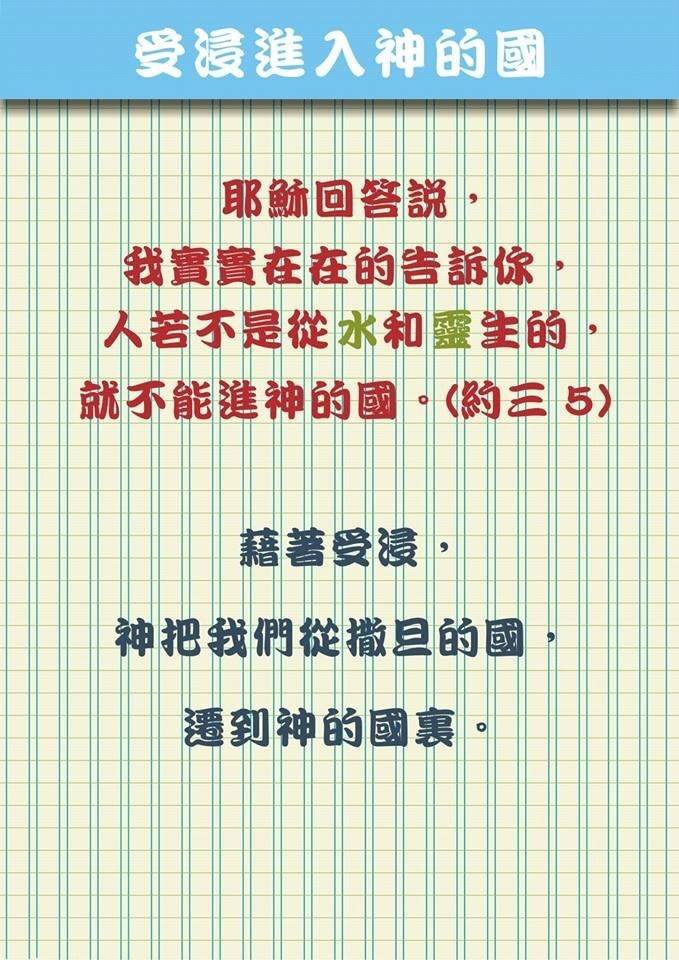 受浸進入神的國
耶穌回答説，
我實實在在的告訴你，
人若不是從水和靈生的，
就不能進神的國。(約三 5)
藉著受浸，
神把我們從撒旦的國，
遷到神的國裏。